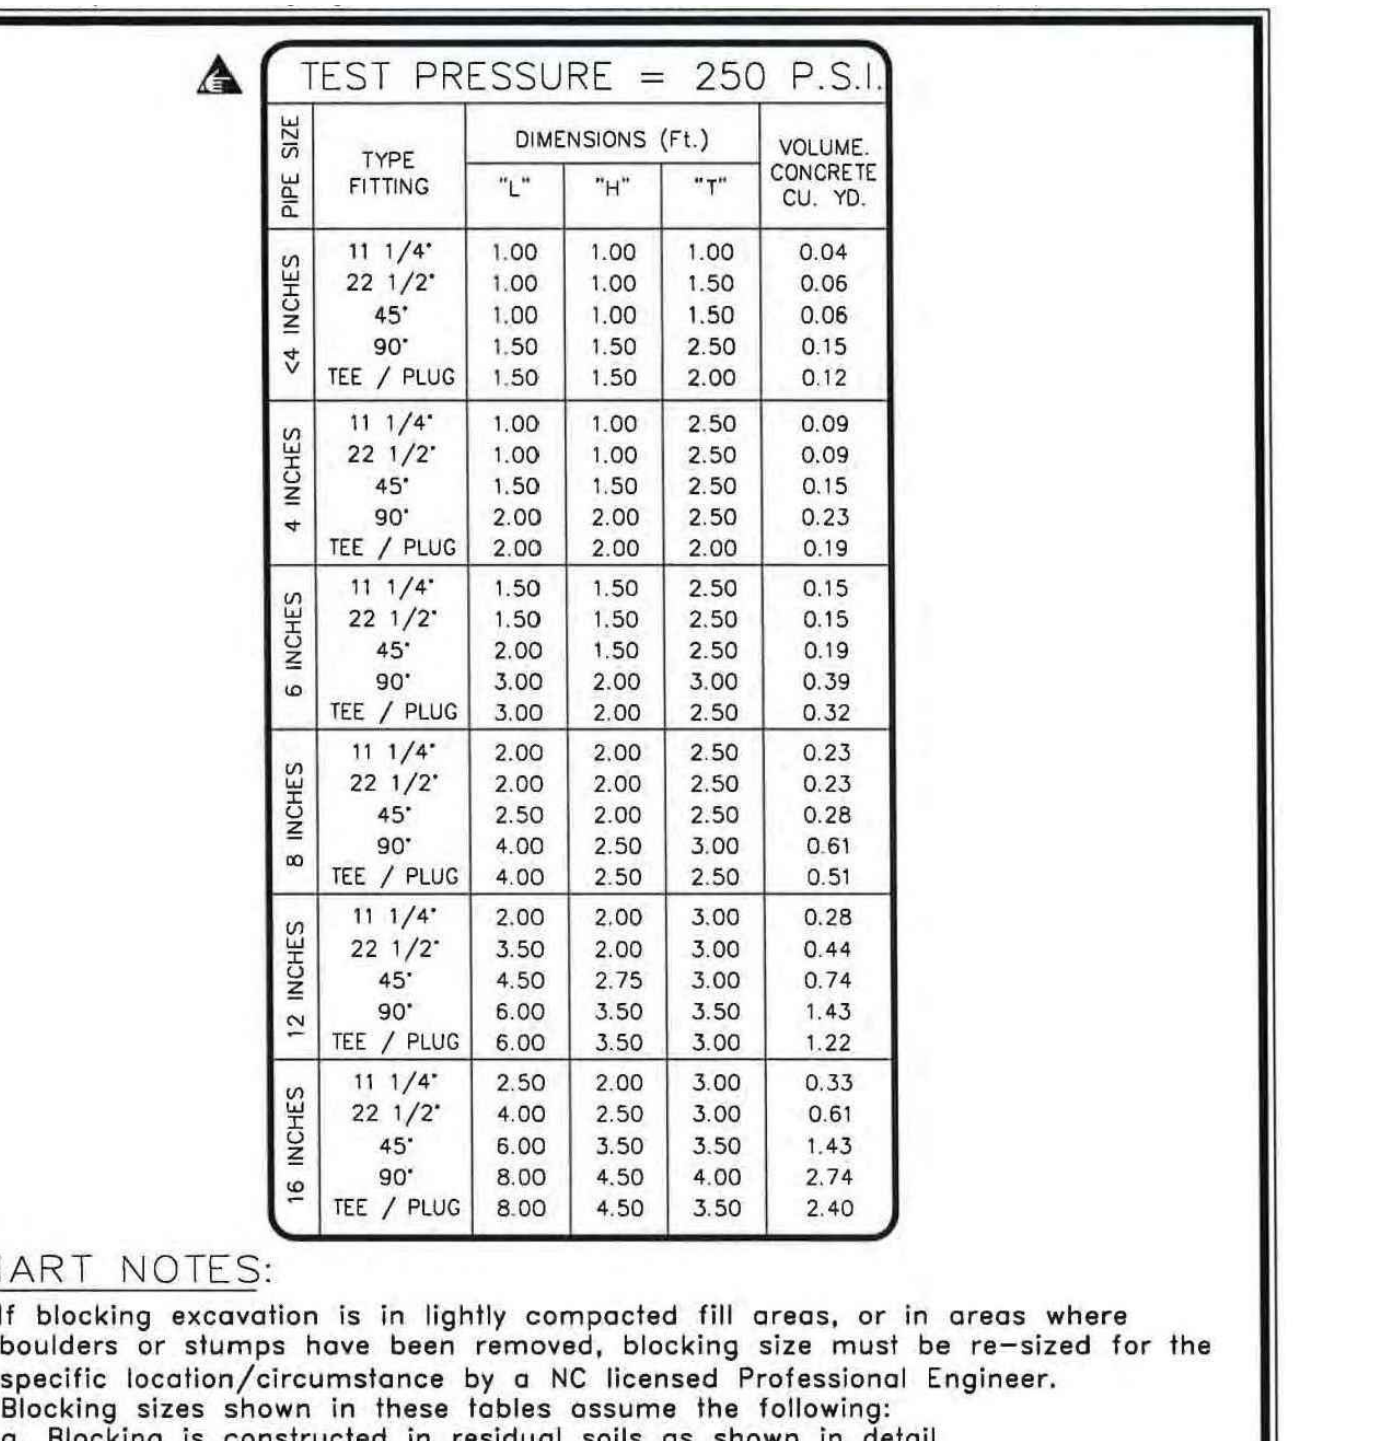 TEST PRESSURE = 250 P.S.I.
PIPE SIZE
TYPE FITTING
DIMENSIONS (Ft.)
"L" "H" "T"
VOLUME. CONCRETE CU. YD.
<4 INCHES
11 1/4° 1.00 1.00 1.00 0.04
22 1/2° 1.00 1.00 1.50 0.06
45° 1.00 1.00 1.50 0.06
90° 1.50 1.50 2.50 0.15
TEE / PLUG 1.50 1.50 2.00 0.12
4 INCHES
11 1/4° 1.00 1.00 2.50 0.09
22 1/2° 1.00 1.00 2.50 0.09
45° 1.50 1.50 2.50 0.15
90° 2.00 2.00 2.50 0.23
TEE / PLUG 2.00 2.00 2.00 0.19
6 INCHES
11 1/4° 1.50 1.50 2.50 0.15
22 1/2° 1.50 1.50 2.50 0.15
45° 2.00 1.50 2.50 0.19
90° 3.00 2.00 3.00 0.39
TEE / PLUG 3.00 2.00 2.50 0.32
8 INCHES
11 1/4° 2.00 2.00 2.50 0.23
22 1/2° 2.00 2.00 2.50 0.23
45° 2.50 2.00 2.50 0.28
90° 4.00 2.50 3.00 0.61
TEE / PLUG 4.00 2.50 2.50 0.51
12 INCHES
11 1/4° 2.00 2.00 3.00 0.28
22 1/2° 3.50 2.00 3.00 0.44
45° 4.50 2.75 3.00 0.74
90° 6.00 3.50 3.50 1.43
TEE / PLUG 6.00 3.50 3.00 1.22
16 INCHES
11 1/4° 2.50 2.00 3.00 0.33
22 1/2° 4.00 2.50 3.00 0.61
45° 6.00 3.50 3.50 1.43
90° 8.00 4.50 4.00 2.74
TEE / PLUG 8.00 4.50 3.50 2.40
ART NOTES:
If blocking excavation is in lightly compacted fill areas, or in areas where
boulders or stumps have been removed, blocking size must be re-sized for the
specific location/circumstance by a NC licensed Professional Engineer.
Blocking sizes shown in these tables assume the following:
a. Blocking is constructed in residual soils as shown in detail